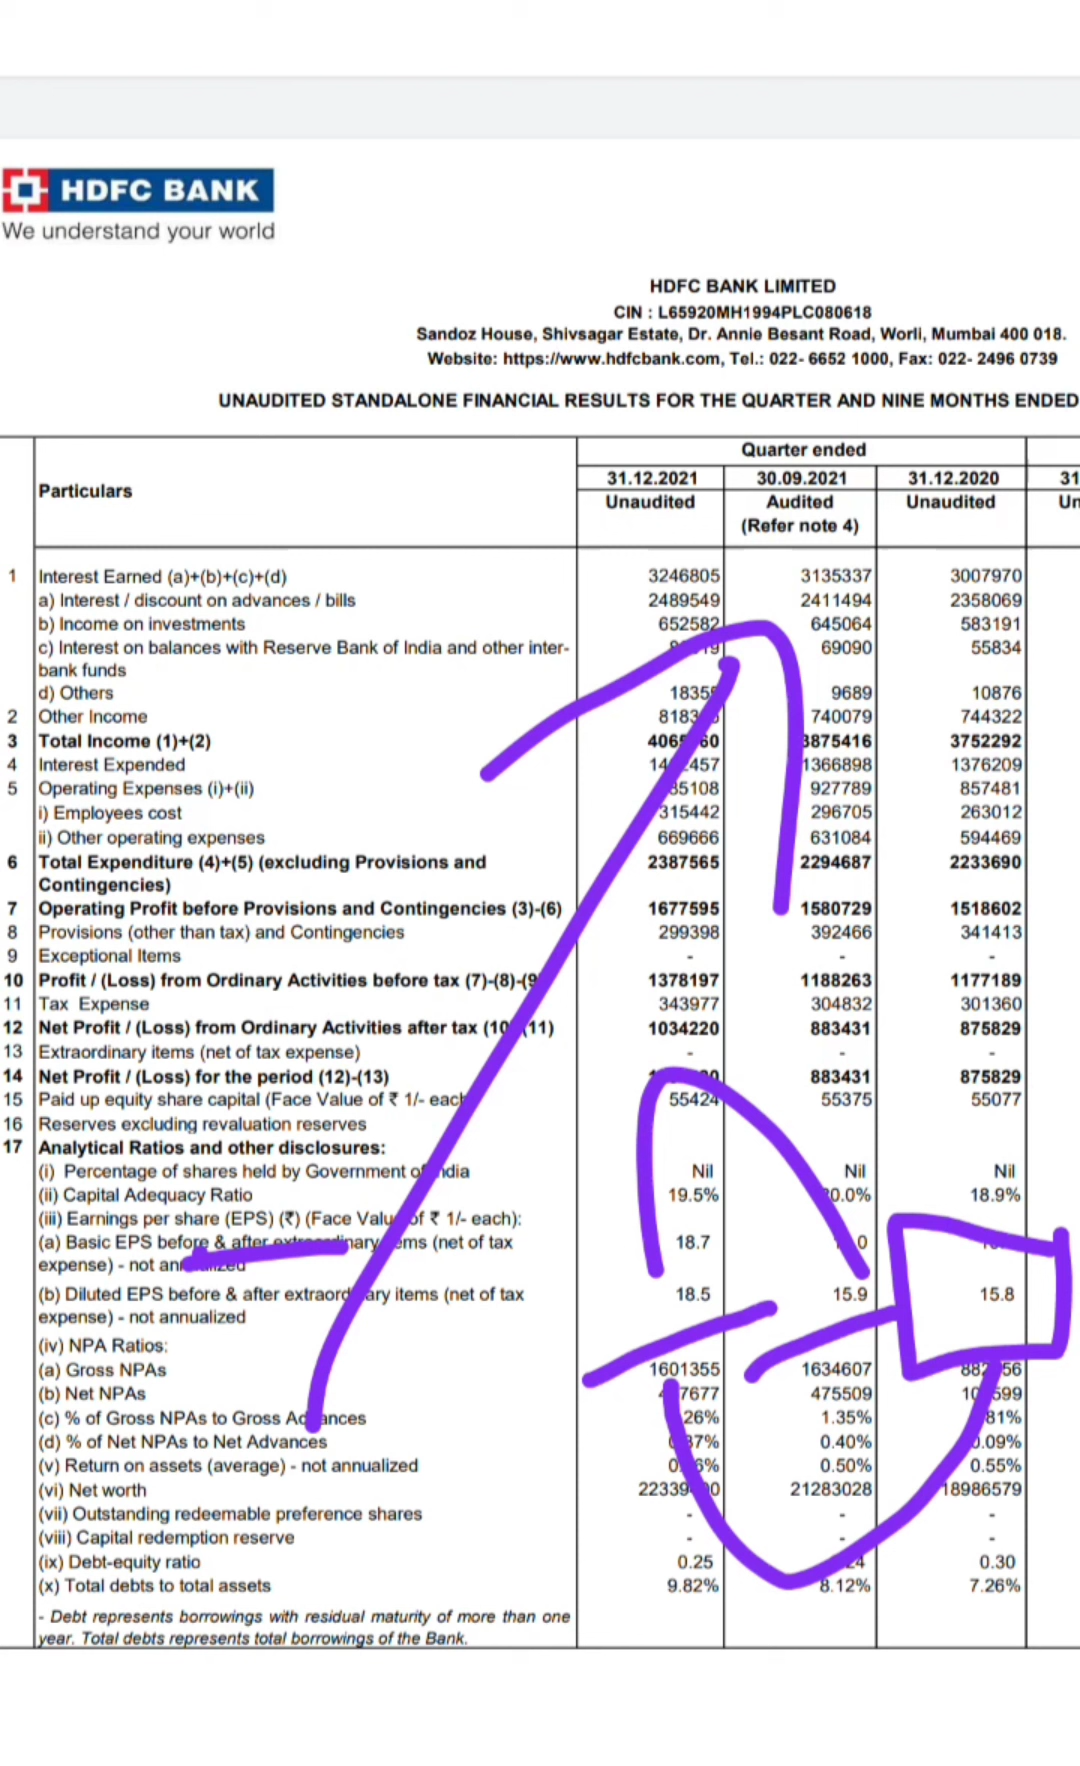 HDFC BANK
We understand your world
HDFC BANK LIMITED
CIN : L65920MH1994PLC080618
Sandoz House, Shivsagar Estate, Dr. Annie Besant Road, Worli, Mumbai 400 018.
Website: https://www.hdfcbank.com, Tel.: 022- 6652 1000, Fax: 022- 2496 0739
UNAUDITED STANDALONE FINANCIAL RESULTS FOR THE QUARTER AND NINE MONTHS ENDED
Quarter ended
Particulars 31.12.2021 30.09.2021 31.12.2020 31
Unaudited Audited Unaudited Un
(Refer note 4)
1 Interest Earned (a)+(b)+(c)+(d) 3246805 3135337 3007970
a) Interest / discount on advances / bills 2489549 2411494 2358069
b) Income on investments 652582 645064 583191
c) Interest on balances with Reserve Bank of India and other inter- 69090 55834
bank funds
d) Others 9689 10876
2 Other Income 740079 744322
3 Total Income (1)+(2) 3875416 3752292
4 Interest Expended 1366898 1376209
5 Operating Expenses (i)+(ii) 927789 857481
i) Employees cost 315442 296705 263012
ii) Other operating expenses 669666 631084 594469
6 Total Expenditure (4)+(5) (excluding Provisions and 2387565 2294687 2233690
Contingencies)
7 Operating Profit before Provisions and Contingencies (3)-(6) 1677595 1580729 1518602
8 Provisions (other than tax) and Contingencies 299398 392466 341413
9 Exceptional Items - - -
10 Profit / (Loss) from Ordinary Activities before tax (7)-(8)-(9) 1378197 1188263 1177189
11 Tax Expense 343977 304832 301360
12 Net Profit / (Loss) from Ordinary Activities after tax (10)-(11) 1034220 883431 875829
13 Extraordinary items (net of tax expense) - - -
14 Net Profit / (Loss) for the period (12)-(13) 883431 875829
15 Paid up equity share capital (Face Value of ₹ 1/- each) 55424 55375 55077
16 Reserves excluding revaluation reserves
17 Analytical Ratios and other disclosures:
(i) Percentage of shares held by Government of India Nil Nil Nil
(ii) Capital Adequacy Ratio 19.5% 20.0% 18.9%
(iii) Earnings per share (EPS) (₹) (Face Value of ₹ 1/- each):
(a) Basic EPS before & after extraordinary items (net of tax 18.7
expense) - not annualized
(b) Diluted EPS before & after extraordinary items (net of tax 18.5 15.9 15.8
expense) - not annualized
(iv) NPA Ratios:
(a) Gross NPAs 1601355 1634607
(b) Net NPAs 475509
(c) % of Gross NPAs to Gross Advances 1.35%
(d) % of Net NPAs to Net Advances 0.40% 0.09%
(v) Return on assets (average) - not annualized 0.50% 0.55%
(vi) Net worth 21283028 18986579
(vii) Outstanding redeemable preference shares - - -
(viii) Capital redemption reserve - - -
(ix) Debt-equity ratio 0.25 0.30
(x) Total debts to total assets 9.82% 8.12% 7.26%
- Debt represents borrowings with residual maturity of more than one
year. Total debts represents total borrowings of the Bank.